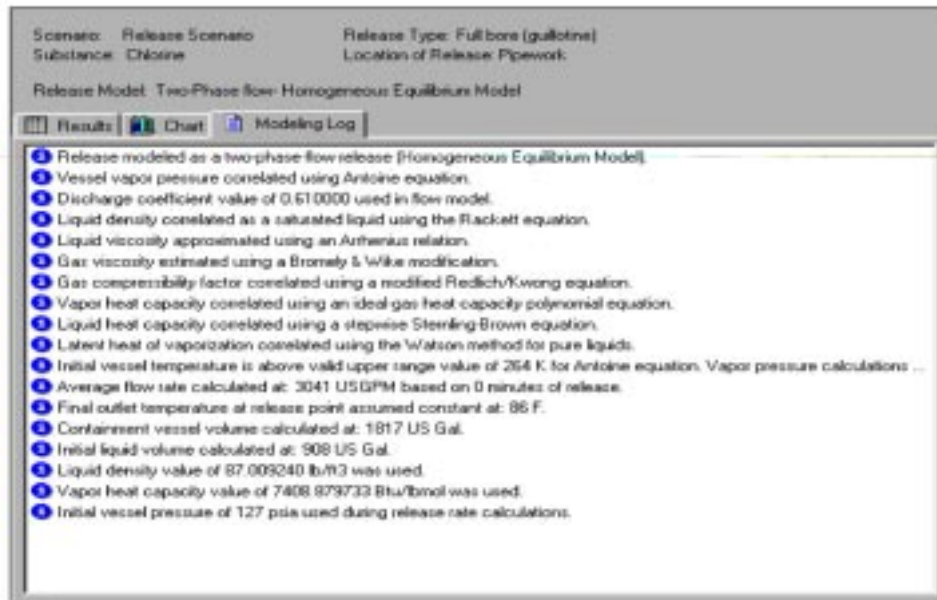 Scenario: Release Scenario Release Type: Full bore (guillotine)
Substance: Chlorine Location of Release: Pipework
Release Model: Two-Phase flow- Homogeneous Equilibrium Model
Results Chart Modeling Log
Release modeled as a two-phase flow release (Homogeneous Equilibrium Model).
Vessel vapor pressure correlated using Antoine equation.
Discharge coefficient value of 0.610000 used in flow model.
Liquid density correlated as a saturated liquid using the Rackett equation.
Liquid viscosity approximated using an Arrhenius relation.
Gas viscosity estimated using a Bromely & Wike modification.
Gas compressibility factor correlated using a modified Redlich/Kwong equation.
Vapor heat capacity correlated using an ideal gas heat capacity polynomial equation.
Liquid heat capacity correlated using a stepwise Sternling-Brown equation.
Latent heat of vaporization correlated using the Watson method for pure liquids.
Initial vessel temperature is above valid upper range value of 264 K for Antoine equation. Vapor pressure calculations ...
Average flow rate calculated at: 3041 USGPM based on 0 minutes of release.
Final outlet temperature at release point assumed constant at: 86 F.
Containment vessel volume calculated at: 1817 US Gal.
Initial liquid volume calculated at: 908 US Gal.
Liquid density value of 87.009240 lb/ft3 was used.
Vapor heat capacity value of 7408.879733 Btu/lbmol was used.
Initial vessel pressure of 127 psia used during release rate calculations.